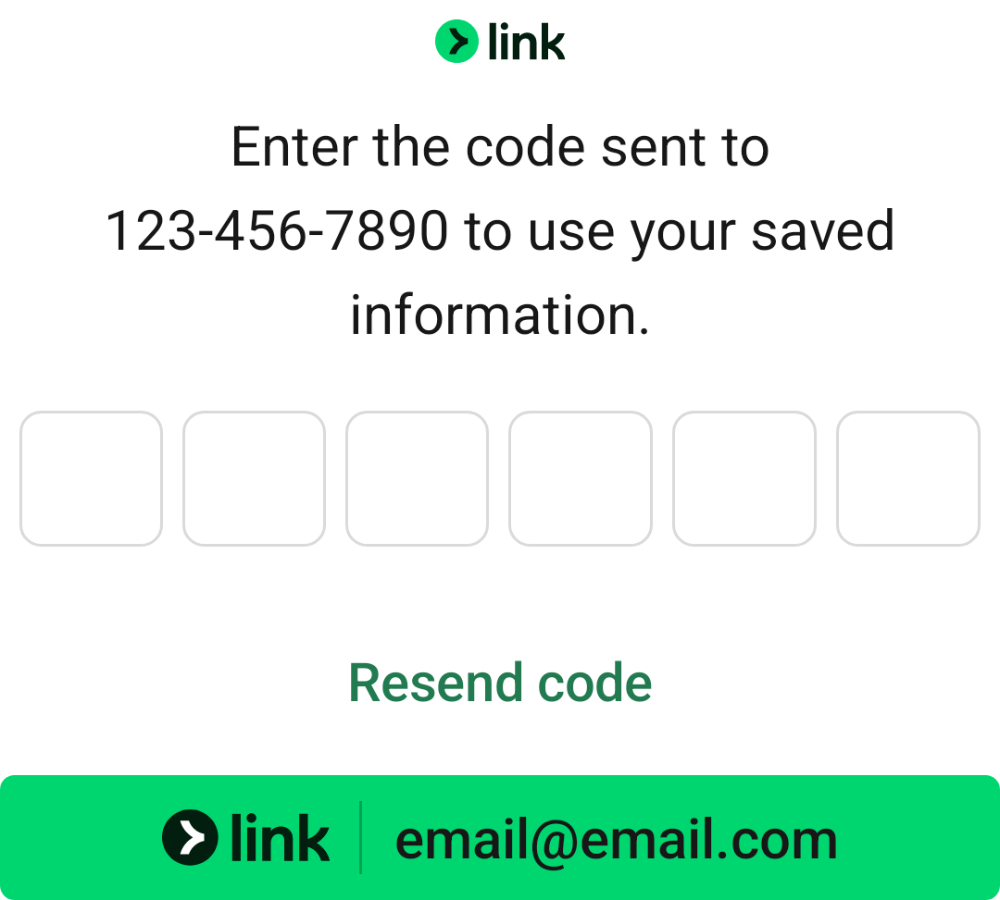 link
Enter the code sent to
123-456-7890 to use your saved
information.
Resend code
link email@email.com